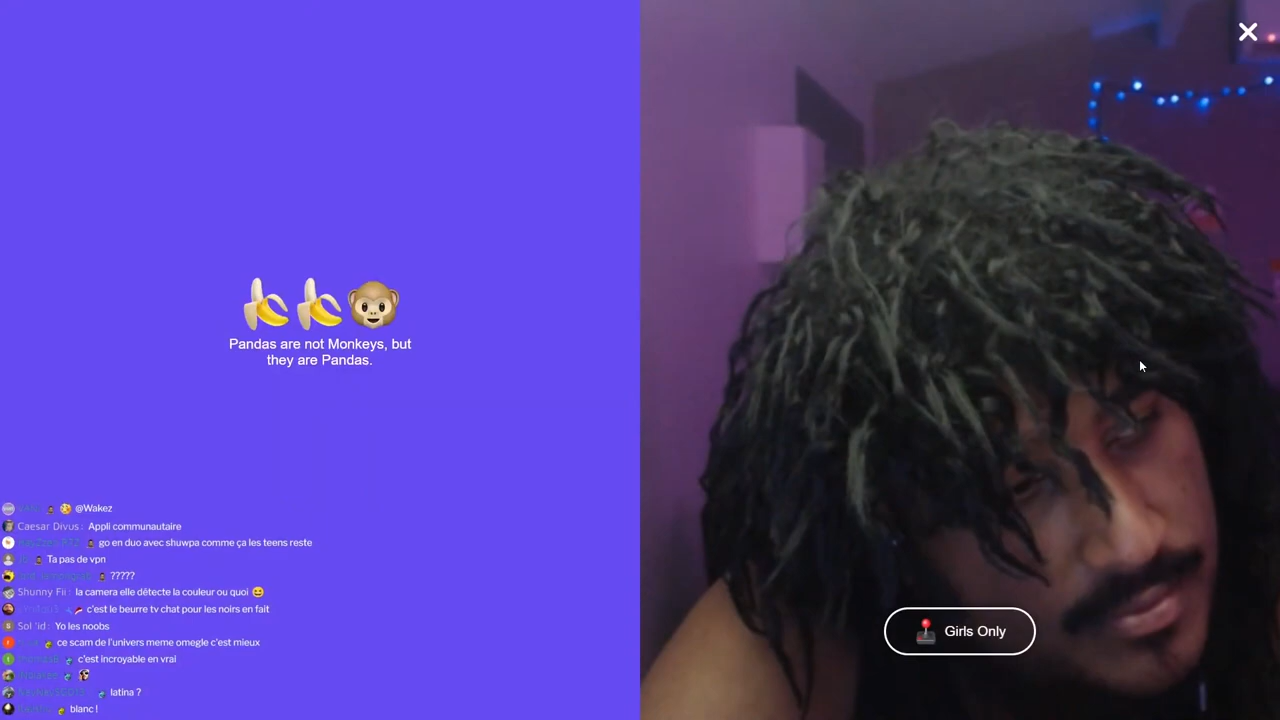 Pandas are not Monkeys, but
they are Pandas.
@Wakez
Caesar Divus: Appli communautaire
go en duo avec shuwpa comme ça les teens reste
Ta pas de vpn
?????
Shunny Fii: la camera elle détecte la couleur ou quoi 😅
c'est le beurre tv chat pour les noirs en fait
Sol 'id: Yo les noobs
ce scam de l'univers meme omegle c'est mieux
c'est incroyable en vrai
latina ?
blanc !
Girls Only